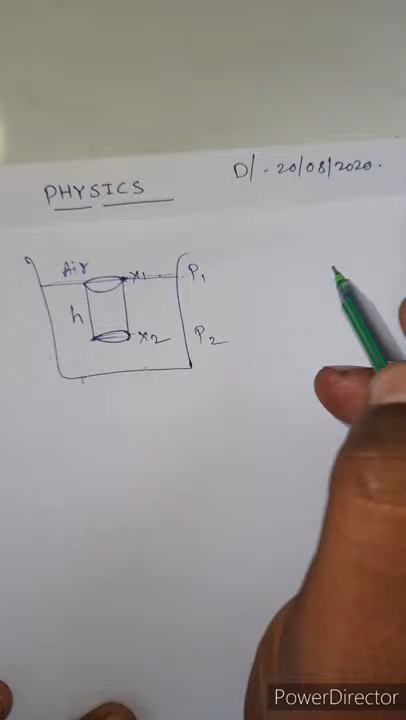 D/- 20/08/2020.
PHYSICS
Air x1 P1
h
x2 P2
PowerDirector